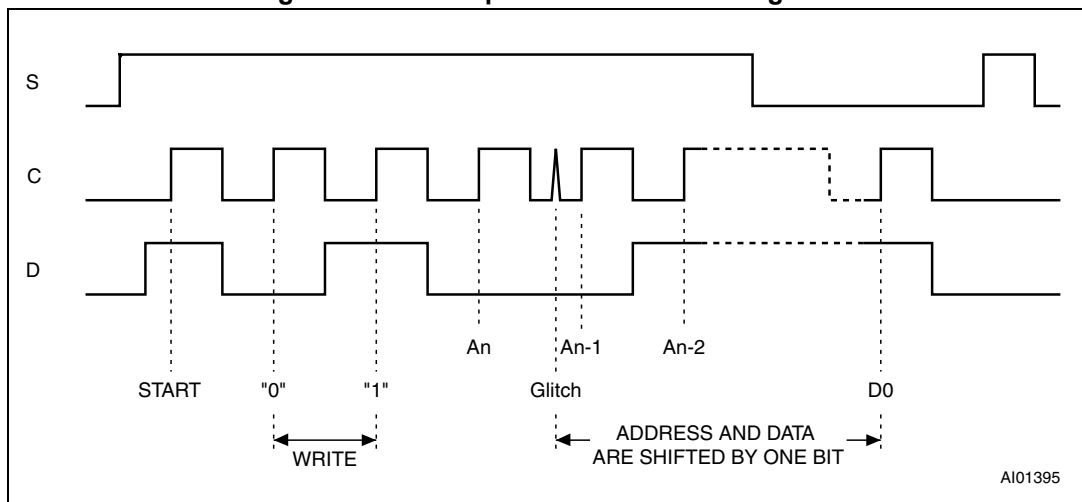 S
C
D
An An-1 An-2
START "0" "1" Glitch D0
WRITE
ADDRESS AND DATA
ARE SHIFTED BY ONE BIT
AI01395